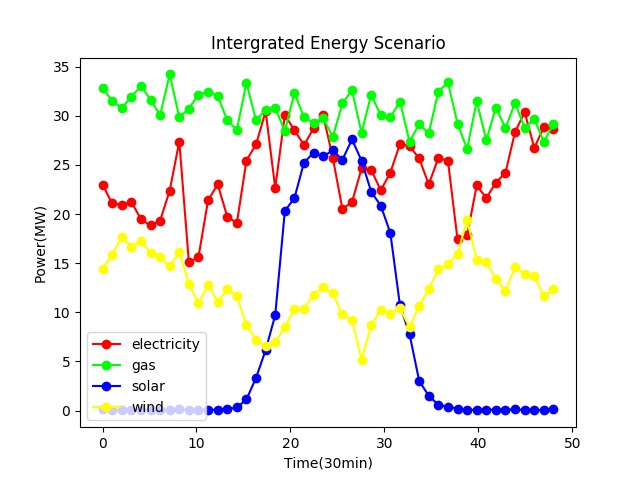 Intergrated Energy Scenario
Power(MW)
35
30
25
20
15
10
5
0
electricity
gas
solar
wind
0 10 20 30 40 50
Time(30min)